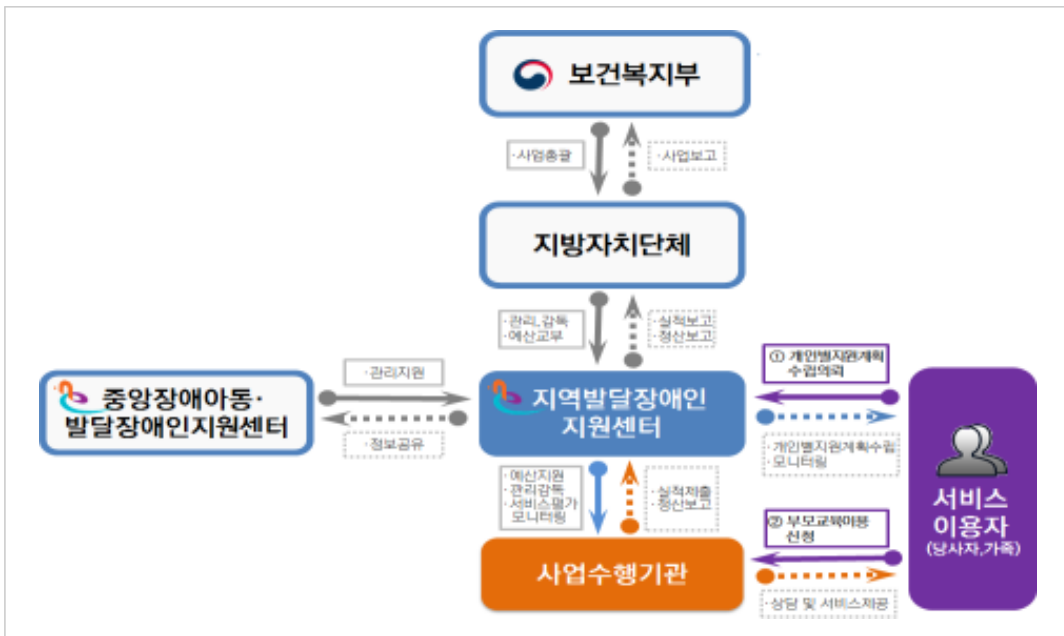 보건복지부
·사업총괄
·사업보고
지방자치단체
·관리_감독
·예산교부
·실적보고
·정산보고
① 개인별지원계획
수립의뢰
·관리지원
중앙장애아동·
발달장애인지원센터
지역발달장애인
지원센터
·정보공유
·개인별지원계획수립
·모니터링
서비스
이용자
(당사자,가족)
·예산지원
·관리감독
·서비스평가
모니터링
·실적제출
·정산보고
② 부모교육이용
신청
사업수행기관
·상담 및 서비스제공